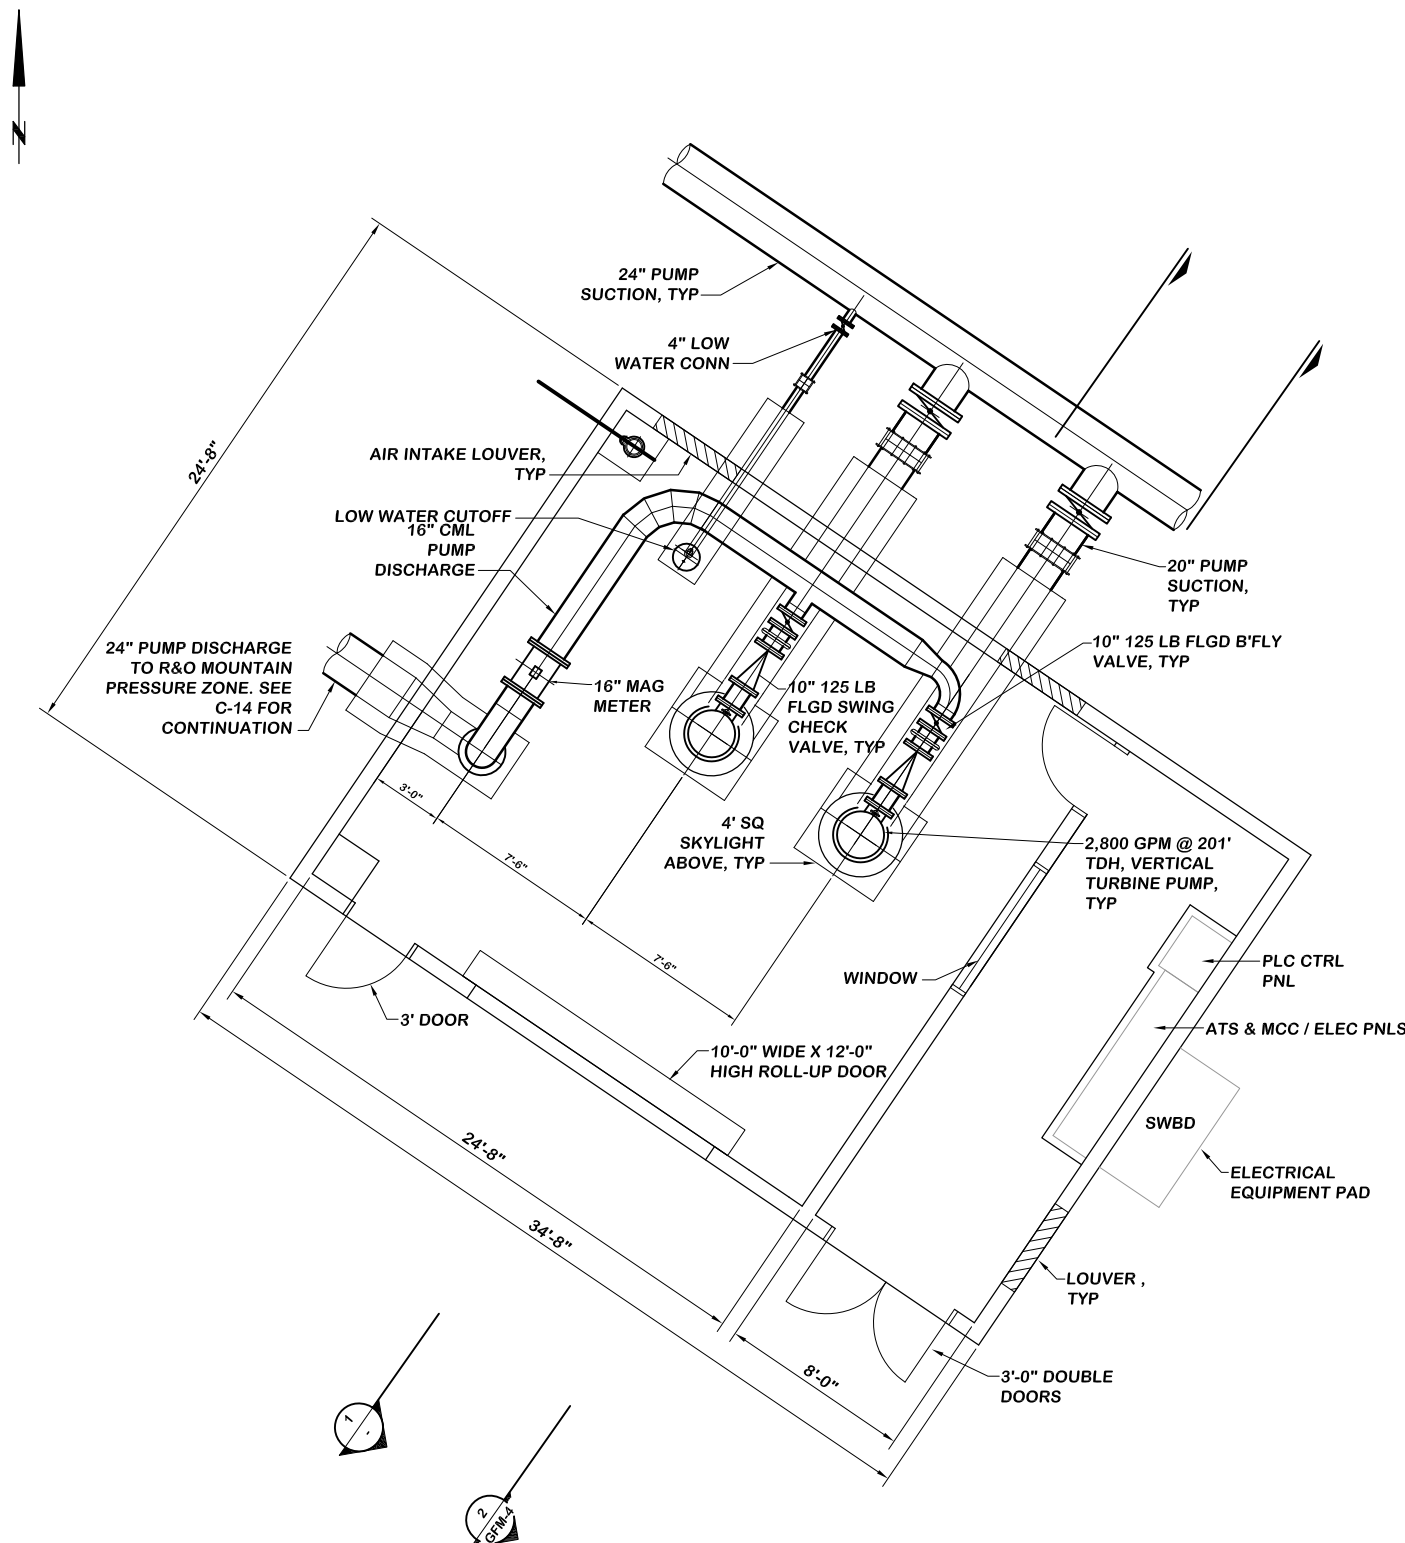 N
24" PUMP
SUCTION, TYP
4" LOW
WATER CONN
24'-8"
AIR INTAKE LOUVER,
TYP
LOW WATER CUTOFF
16" CML
PUMP
DISCHARGE
20" PUMP
SUCTION,
TYP
24" PUMP DISCHARGE
TO R&O MOUNTAIN
PRESSURE ZONE. SEE
C-14 FOR
CONTINUATION
10" 125 LB FLGD B'FLY
VALVE, TYP
16" MAG
METER
10" 125 LB
FLGD SWING
CHECK
VALVE, TYP
3'-0"
4' SQ
SKYLIGHT
ABOVE, TYP
2,800 GPM @ 201'
TDH, VERTICAL
TURBINE PUMP,
TYP
7'-6"
7'-6"
WINDOW
PLC CTRL
PNL
3' DOOR
ATS & MCC / ELEC PNLS
10'-0" WIDE X 12'-0"
HIGH ROLL-UP DOOR
SWBD
24'-8"
ELECTRICAL
EQUIPMENT PAD
34'-8"
LOUVER ,
TYP
8'-0"
3'-0" DOUBLE
DOORS
1
-
2
GFM-4